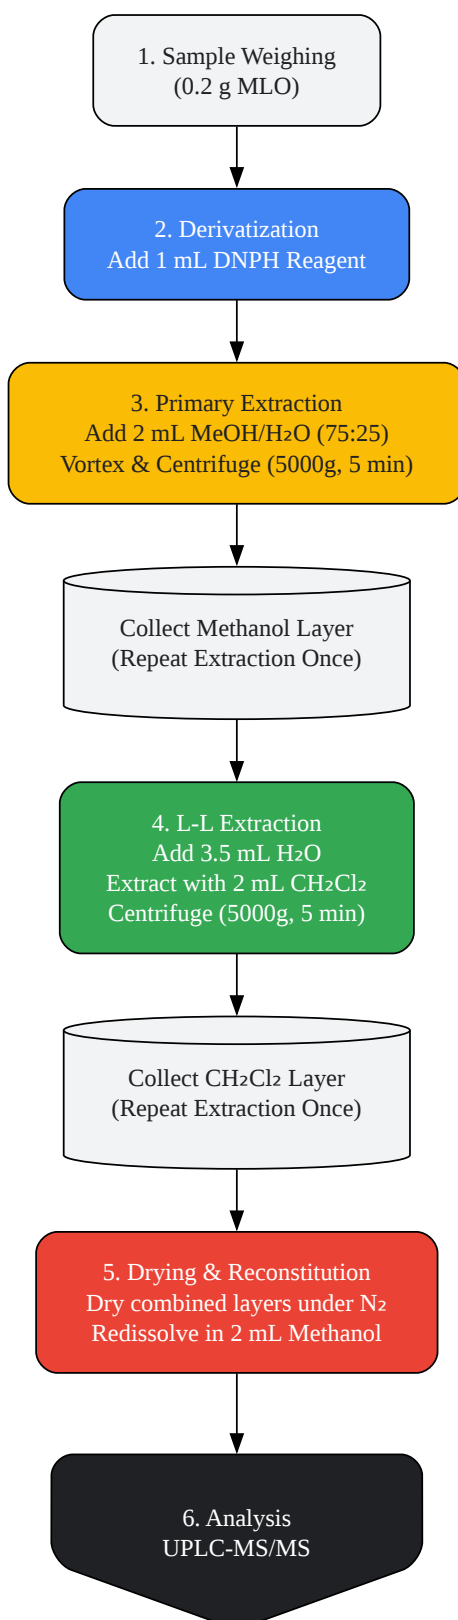 1. Sample Weighing
(0.2 g MLO)
2. Derivatization
Add 1 mL DNPH Reagent
3. Primary Extraction
Add 2 mL MeOH/H₂O (75:25)
Vortex & Centrifuge (5000g, 5 min)
Collect Methanol Layer
(Repeat Extraction Once)
4. L-L Extraction
Add 3.5 mL H₂O
Extract with 2 mL CH₂Cl₂
Centrifuge (5000g, 5 min)
Collect CH₂Cl₂ Layer
(Repeat Extraction Once)
5. Drying & Reconstitution
Dry combined layers under N₂
Redissolve in 2 mL Methanol
6. Analysis
UPLC-MS/MS